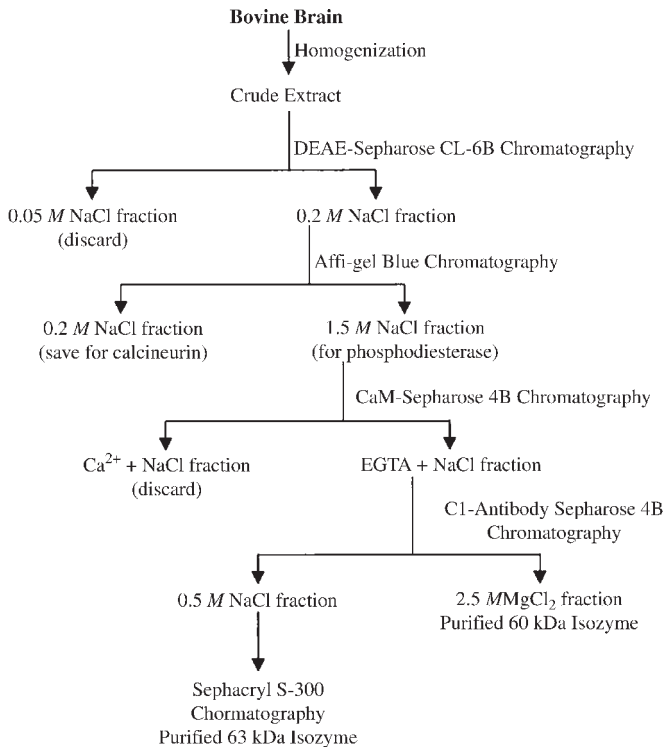 Bovine Brain
Homogenization
Crude Extract
DEAE-Sepharose CL-6B Chromatography
0.05 M NaCl fraction
(discard)
0.2 M NaCl fraction
Affi-gel Blue Chromatography
0.2 M NaCl fraction
(save for calcineurin)
1.5 M NaCl fraction
(for phosphodiesterase)
CaM-Sepharose 4B Chromatography
Ca²⁺ + NaCl fraction
(discard)
EGTA + NaCl fraction
C1-Antibody Sepharose 4B
Chromatography
0.5 M NaCl fraction
2.5 MMgCl₂ fraction
Purified 60 kDa Isozyme
Sephacryl S-300
Chormatography
Purified 63 kDa Isozyme